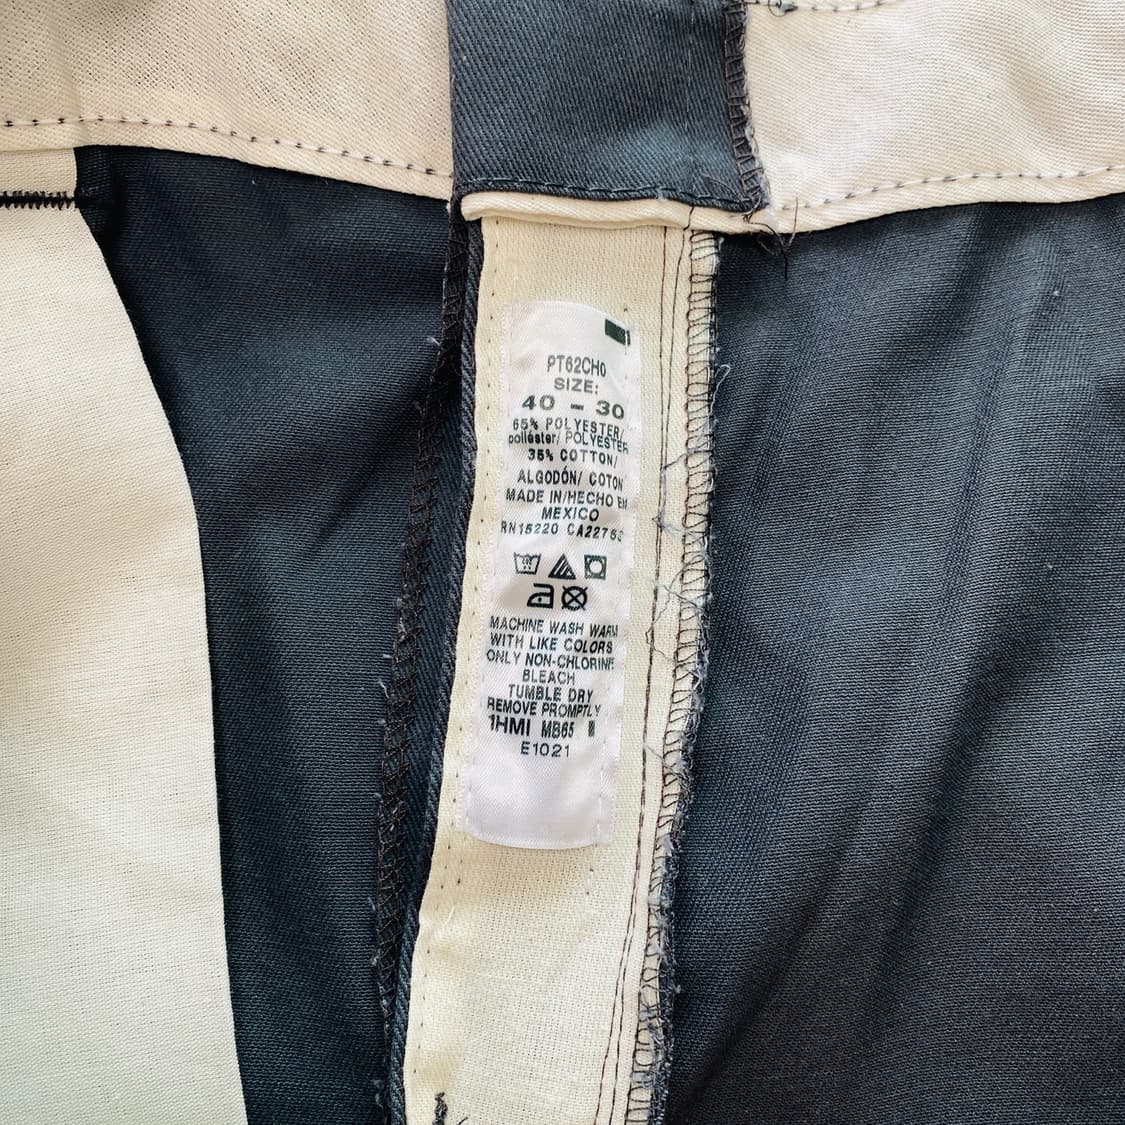 PT62CH0
SIZE:
40 - 30
65% POLYESTER/
poliéster/ POLYESTER
35% COTTON/
ALGODÓN/ COTON
MADE IN/HECHO EN
MEXICO
RN15220 CA22763
MACHINE WASH WARM
WITH LIKE COLORS
ONLY NON-CHLORINE
BLEACH
TUMBLE DRY
REMOVE PROMPTLY
1HMI MB65
E1021